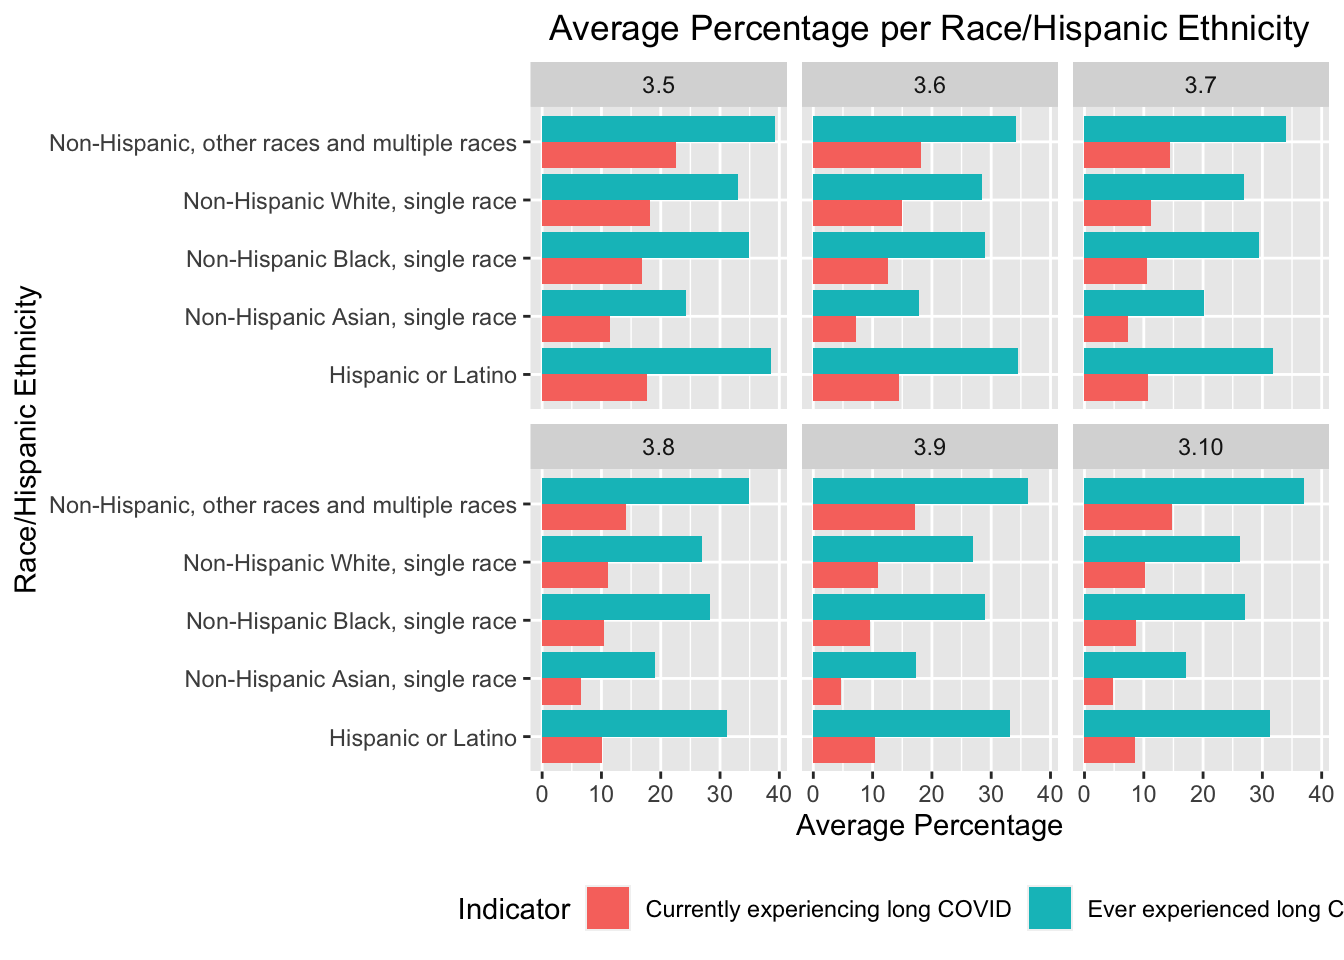 Average Percentage per Race/Hispanic Ethnicity
3.5
3.6
3.7
Non-Hispanic, other races and multiple races
Non-Hispanic White, single race
Non-Hispanic Black, single race
Non-Hispanic Asian, single race
Hispanic or Latino
Race/Hispanic Ethnicity
3.8
3.9
3.10
Non-Hispanic, other races and multiple races
Non-Hispanic White, single race
Non-Hispanic Black, single race
Non-Hispanic Asian, single race
Hispanic or Latino
0 10 20 30 40
0 10 20 30 40
0 10 20 30 40
Average Percentage
Indicator
Currently experiencing long COVID
Ever experienced long C